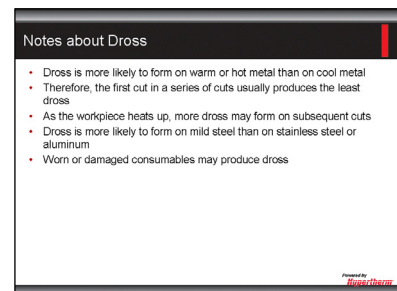 Notes about Dross
• Dross is more likely to form on warm or hot metal than on cool metal
• Therefore, the first cut in a series of cuts usually produces the least
dross
• As the workpiece heats up, more dross may form on subsequent cuts
• Dross is more likely to form on mild steel than on stainless steel or
aluminum
• Worn or damaged consumables may produce dross
Powered by
Hypertherm